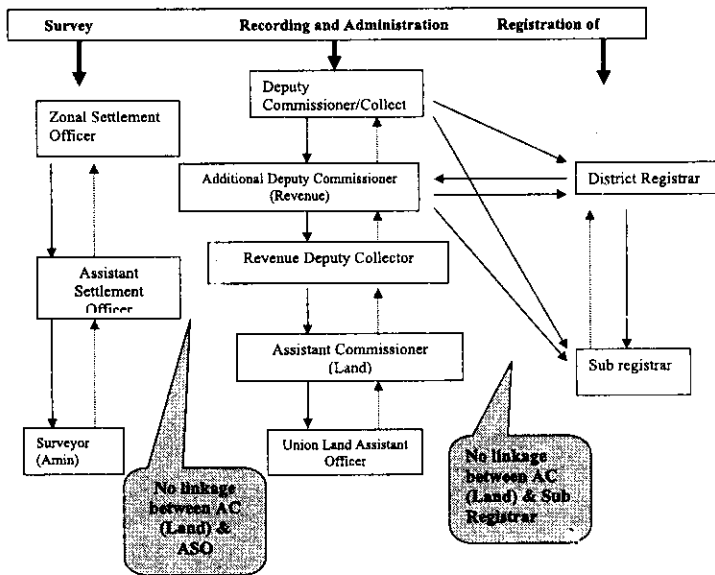 Survey Recording and Administration Registration of
Deputy
Commissioner/Collect
Zonal Settlement
Officer
Additional Deputy Commissioner
(Revenue)
District Registrar
Revenue Deputy Collector
Assistant
Settlement
Officer
Assistant Commissioner
(Land)
Sub registrar
Surveyor
(Amin)
Union Land Assistant
Officer
No linkage
between AC
(Land) &
ASO
No linkage
between AC
(Land) & Sub
Registrar